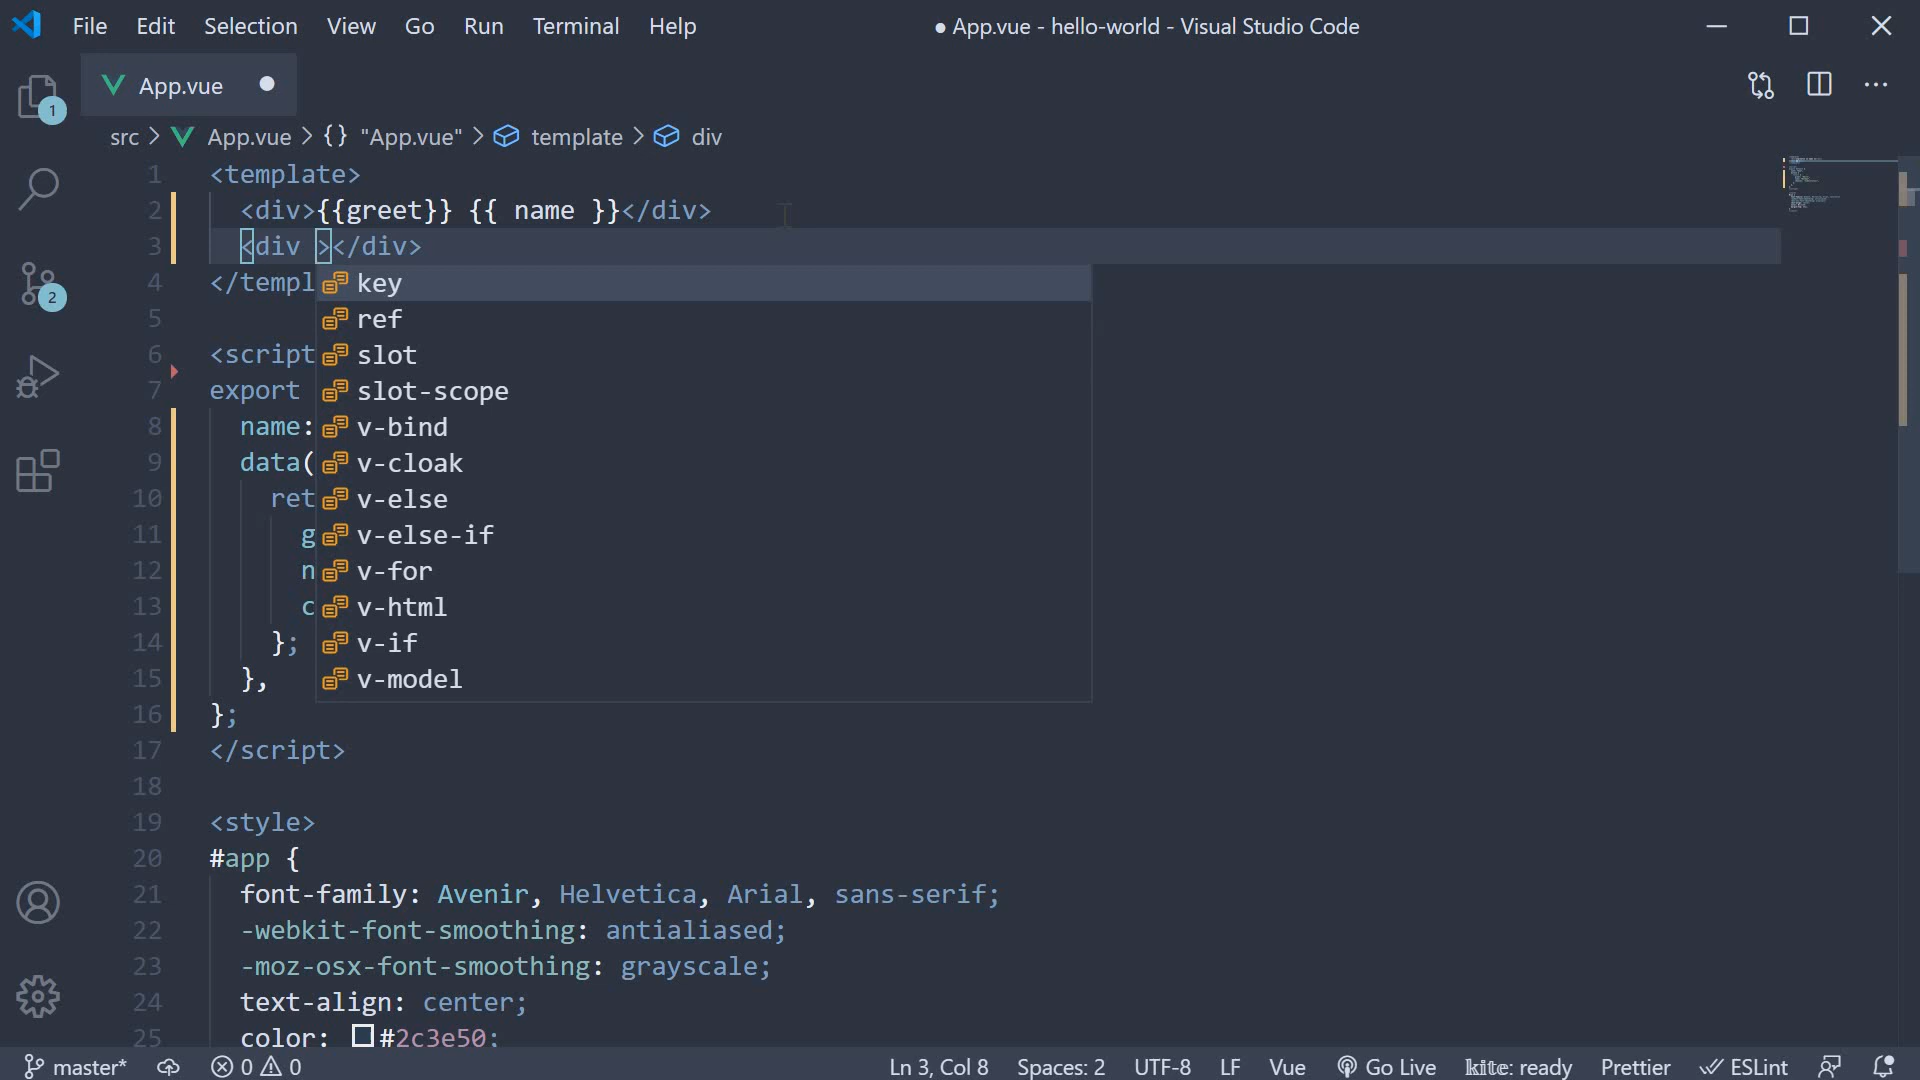 File Edit Selection View Go Run Terminal Help ● App.vue - hello-world - Visual Studio Code
App.vue
1
src > App.vue > {} "App.vue" > template > div
1 <template>
2 <div>{{greet}} {{ name }}</div>
3 <div ></div>
4 </templ
key
5
ref
slot
6 <script
7 export
slot-scope
8 name:
v-bind
9 data(
v-cloak
10 ret
v-else
11 g
v-else-if
12 n
v-for
13 c
v-html
14 };
v-if
15 },
v-model
16 };
17 </script>
18
19 <style>
20 #app {
21 font-family: Avenir, Helvetica, Arial, sans-serif;
22 -webkit-font-smoothing: antialiased;
23 -moz-osx-font-smoothing: grayscale;
24 text-align: center;
25 color: #2c3e50;
2
master* 0 0 Ln 3, Col 8 Spaces: 2 UTF-8 LF Vue Go Live kite: ready Prettier ESLint